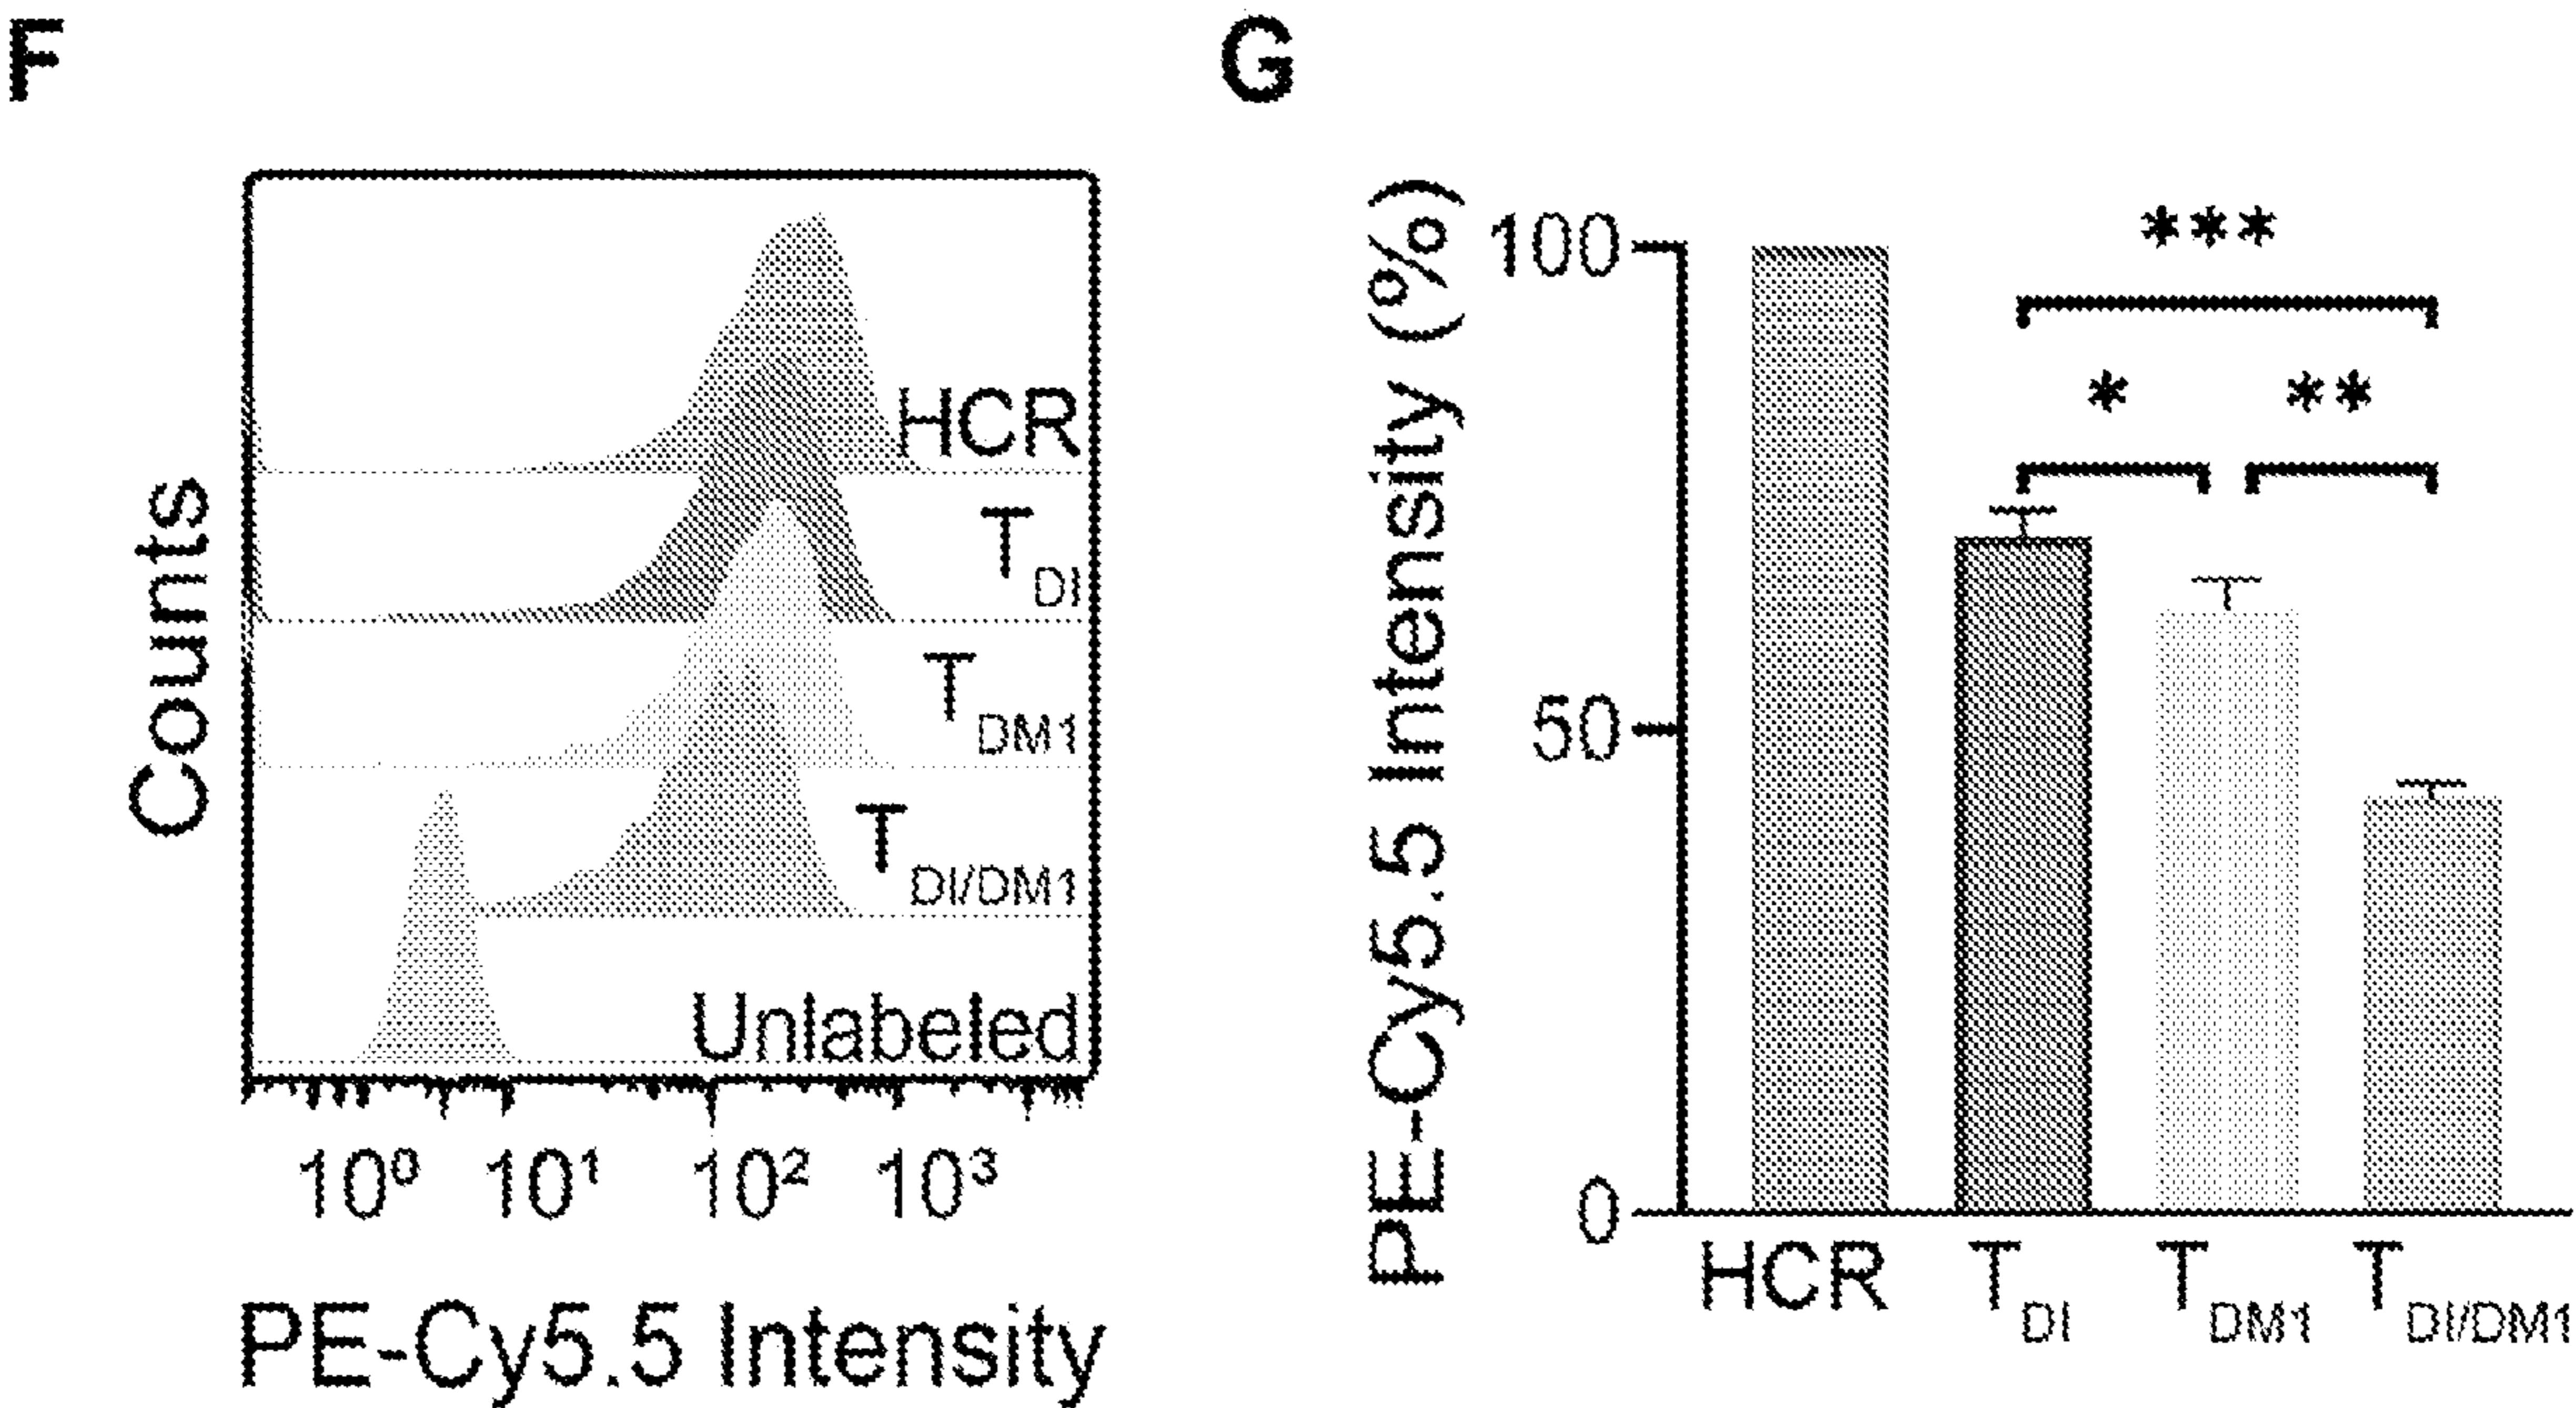 F
Counts
HCR
T DI
T DM1
T DI/DM1
Unlabeled
10⁰ 10¹ 10² 10³
PE-Cy5.5 Intensity
G
PE-Cy5.5 Intensity (%)
100
50
0
***
* **
HCR T DI T DM1 T DI/DM1